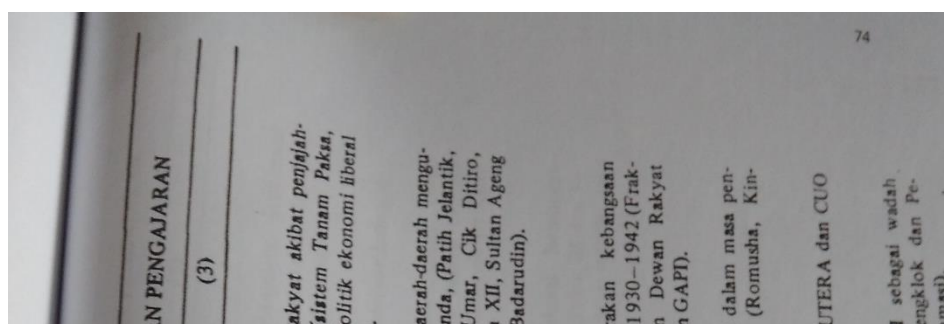 74
N PENGAJARAN
(3)
akyat akibat penjajah-
sistem Tanam Paksa,
olitik ekonomi liberal
aerah-daerah mengu-
nda, (Patih Jelantik,
Umar, Cik Ditiro,
XII, Sultan Ageng
Badarudin).
rakan kebangsaan
1930–1942 (Frak-
n Dewan Rakyat
n GAPI).
dalam masa pen-
(Romusha, Kin-
UTERA dan CUO
sebagai wadah
engklok dan Pe-